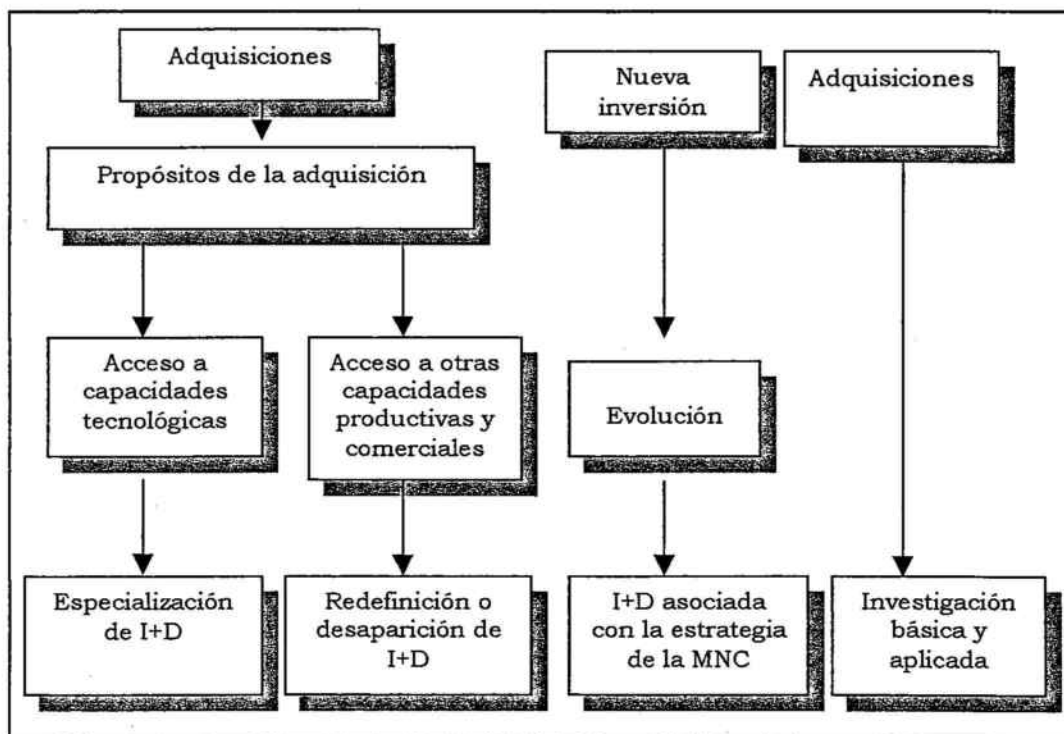 Adquisiciones
Nueva
inversión
Adquisiciones
Propósitos de la adquisición
Acceso a
capacidades
tecnológicas
Acceso a otras
capacidades
productivas y
comerciales
Evolución
Especialización
de I+D
Redefinición o
desaparición de
I+D
I+D asociada
con la estrategia
de la MNC
Investigación
básica y
aplicada